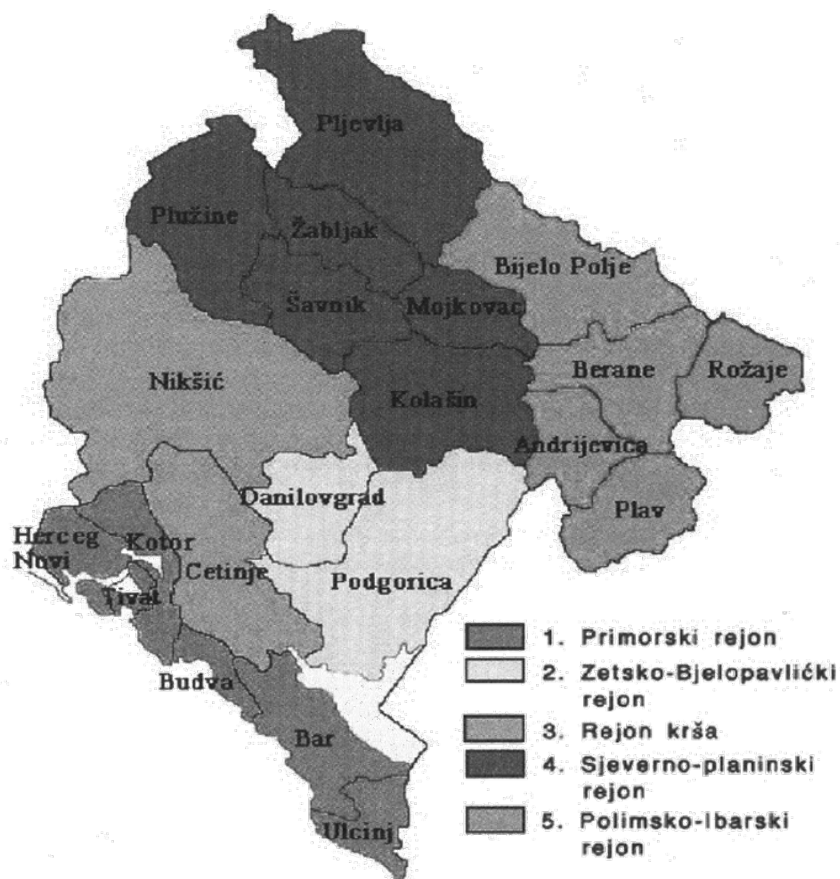 Pljevlja
Plužine
Žabljak
Bijelo Polje
Šavnik
Mojkovac
Nikšić
Berane
Rožaje
Kolašin
Andrijevica
Danilovgrad
Plav
Herceg
Novi
Kotor
Cetinje
Podgorica
Tivat
Budva
Bar
Ulcinj
1. Primorski rejon
2. Zetsko-Bjelopavlićki
rejon
3. Rejon krša
4. Sjeverno-planinski
rejon
5. Polimsko-Ibarski
rejon